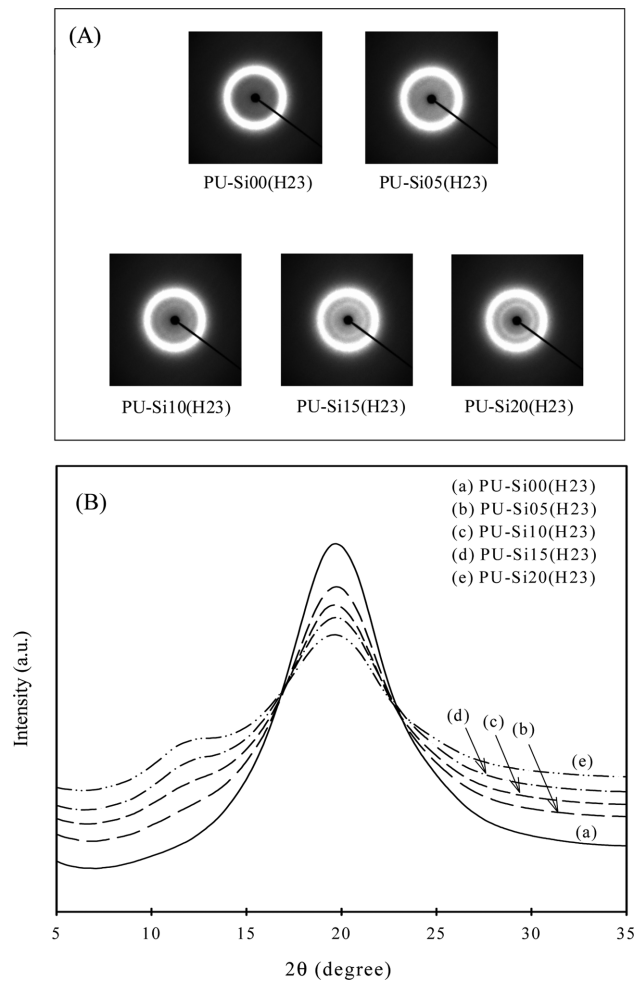 (A)
PU-Si00(H23) PU-Si05(H23)
PU-Si10(H23) PU-Si15(H23) PU-Si20(H23)
(B)
(a) PU-Si00(H23)
(b) PU-Si05(H23)
(c) PU-Si10(H23)
(d) PU-Si15(H23)
(e) PU-Si20(H23)
Intensity (a.u.)
(d) (c) (b)
(e)
(a)
5 10 15 20 25 30 35
2θ (degree)